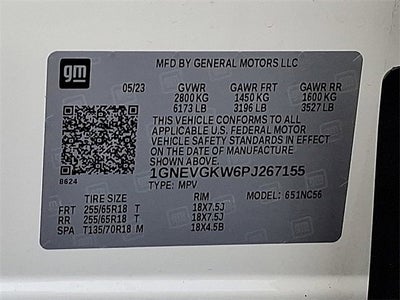 gm
MFD BY GENERAL MOTORS LLC
05/23 GVWR GAWR FRT GAWR RR
2800 KG 1450 KG 1600 KG
6173 LB 3196 LB 3527 LB
THIS VEHICLE CONFORMS TO ALL
APPLICABLE U.S. FEDERAL MOTOR
VEHICLE SAFETY STANDARDS IN EFFECT
ON THE DATE OF MANUFACTURE
SHOWN ABOVE.
1GNEVGKW6PJ267155
8624
TYPE: MPV MODEL: 651NC56
TIRE SIZE RIM
FRT 255/65R18 T 18X7.5J
RR 255/65R18 T 18X7.5J
SPA T135/70R18 M 18X4.5B